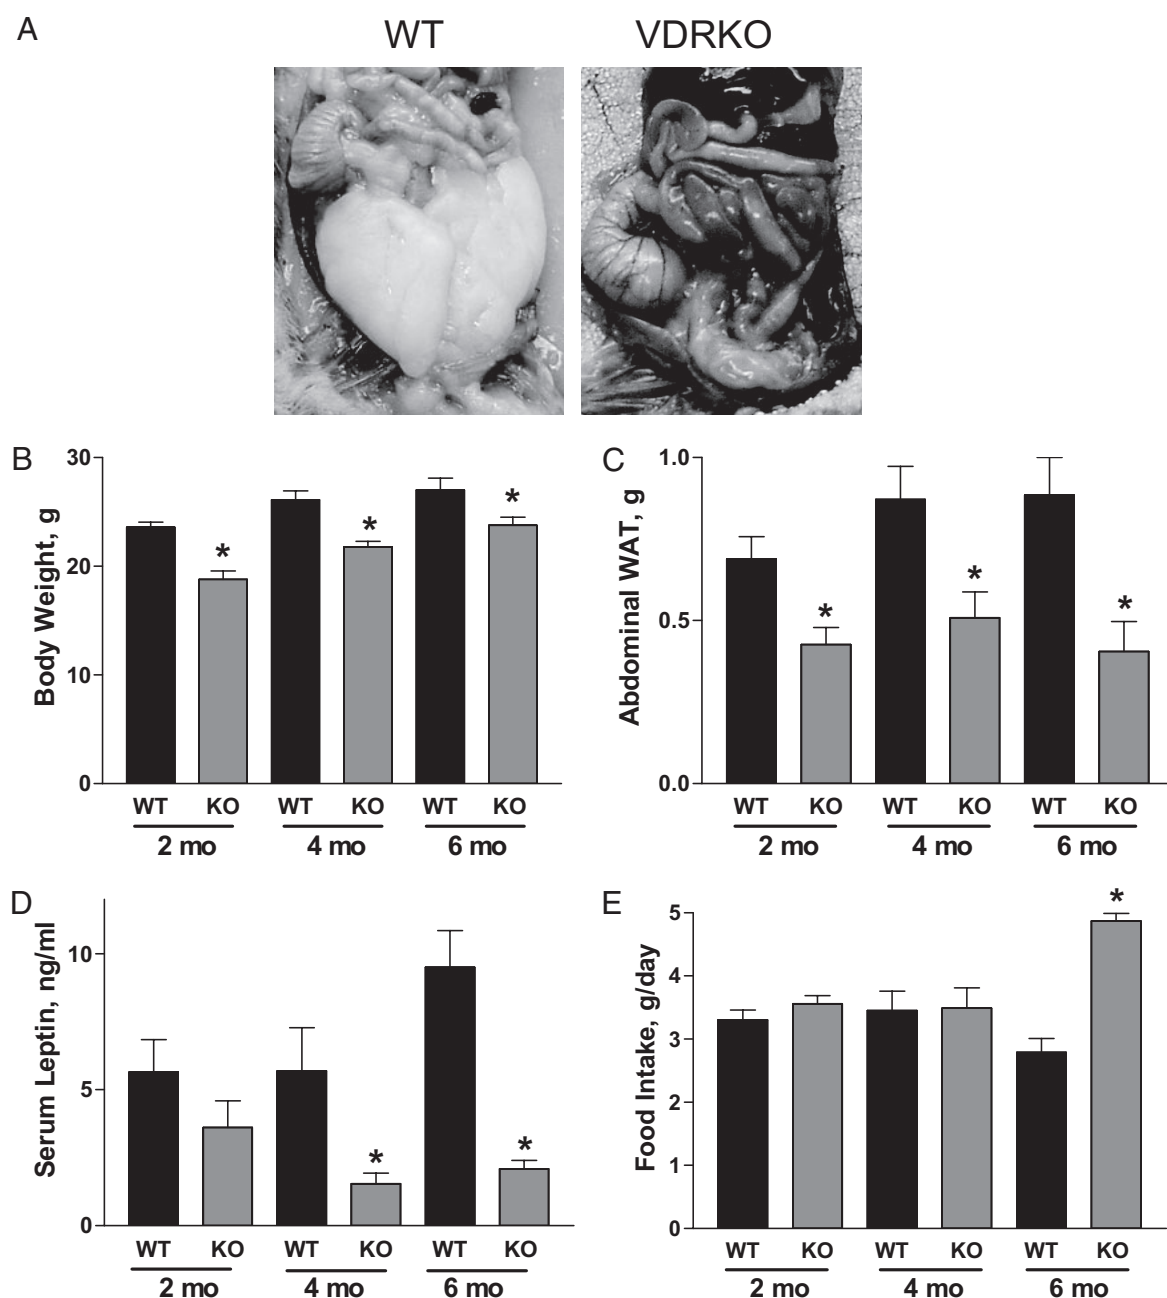 A
WT VDRKO
B
Body Weight, g
30
20
10
0
* * *
WT KO WT KO WT KO
2 mo 4 mo 6 mo
C
Abdominal WAT, g
1.0
0.5
0.0
* * *
WT KO WT KO WT KO
2 mo 4 mo 6 mo
D
Serum Leptin, ng/ml
10
5
0
* *
WT KO WT KO WT KO
2 mo 4 mo 6 mo
E
Food Intake, g/day
5
4
3
2
1
0
*
WT KO WT KO WT KO
2 mo 4 mo 6 mo